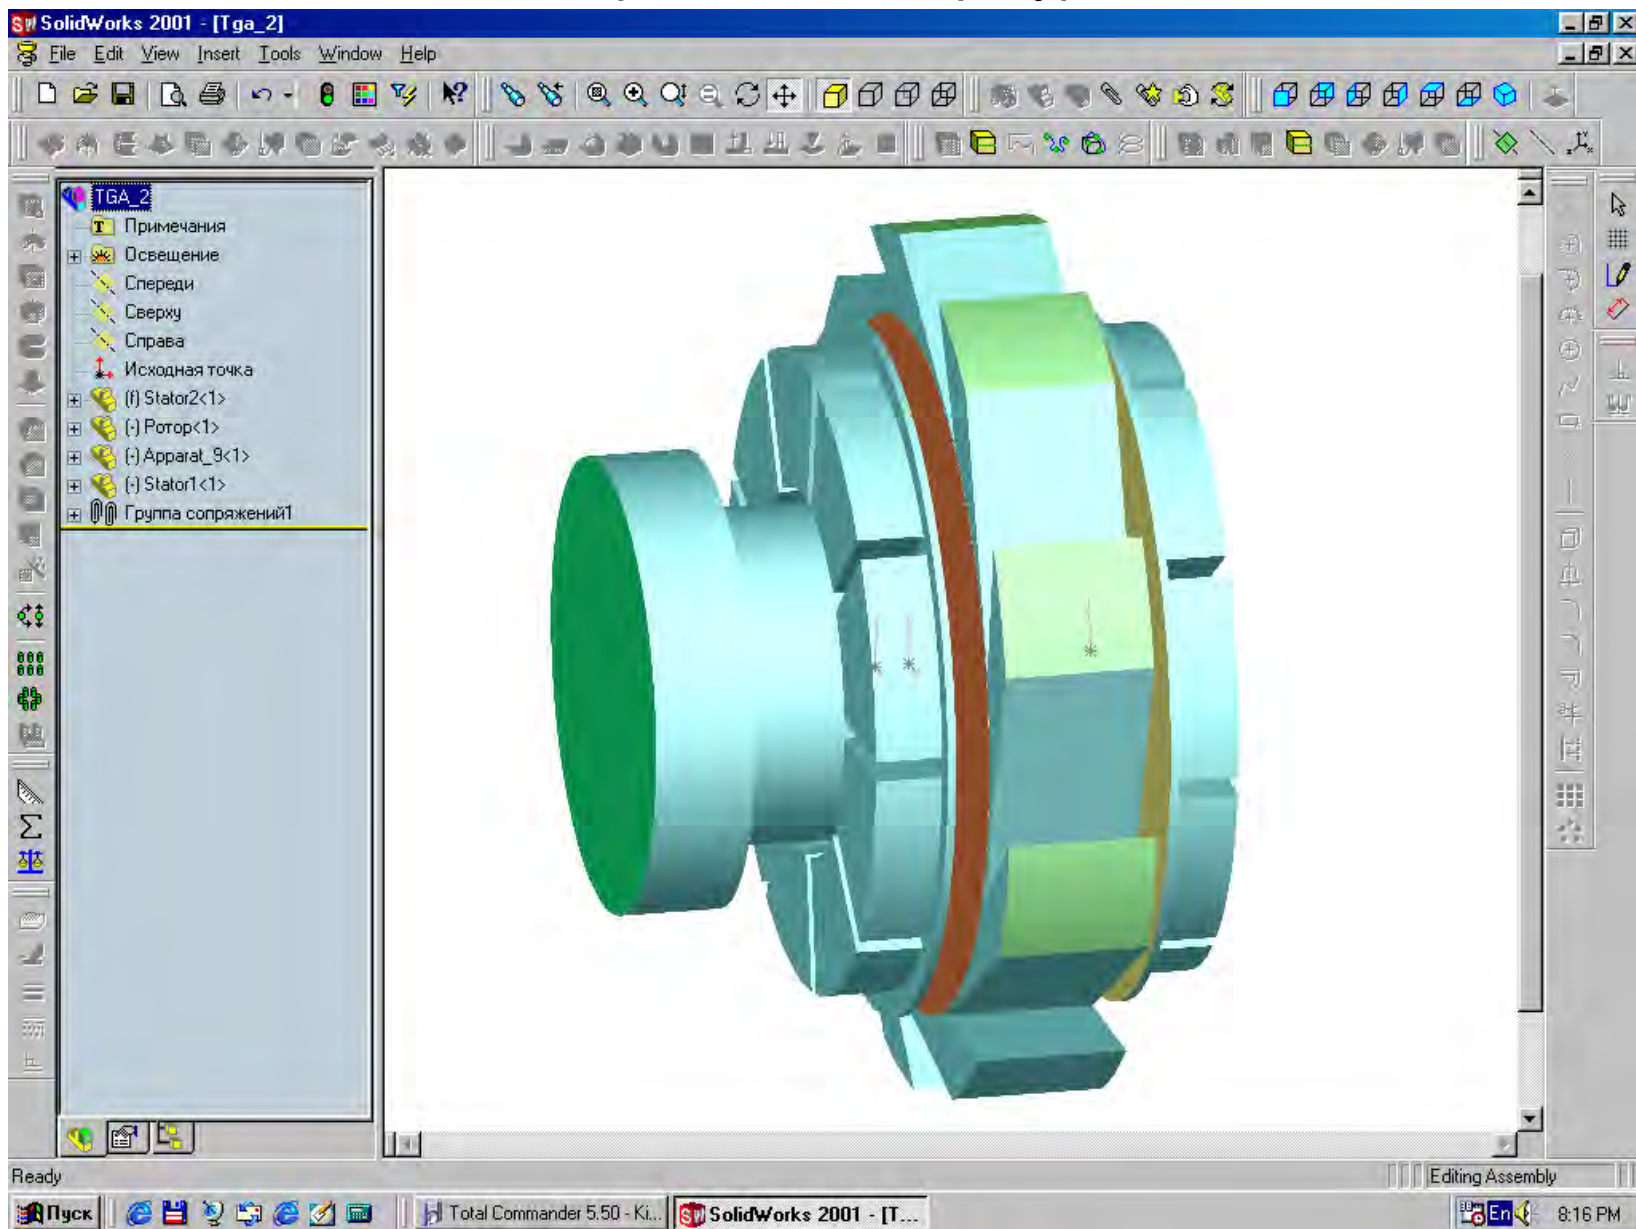 SolidWorks 2001 - [Tga_2]
File Edit View Insert Tools Window Help
TGA_2
Примечания
Освещение
Спереди
Сверху
Справа
Исходная точка
(f) Stator2<1>
(-) Ротор<1>
(-) Apparat_9<1>
(-) Stator1<1>
Группа сопряжений1
Ready
Editing Assembly
Пуск
Total Commander 5.50 - Ki...
SolidWorks 2001 - [T...
En
8:16 PM